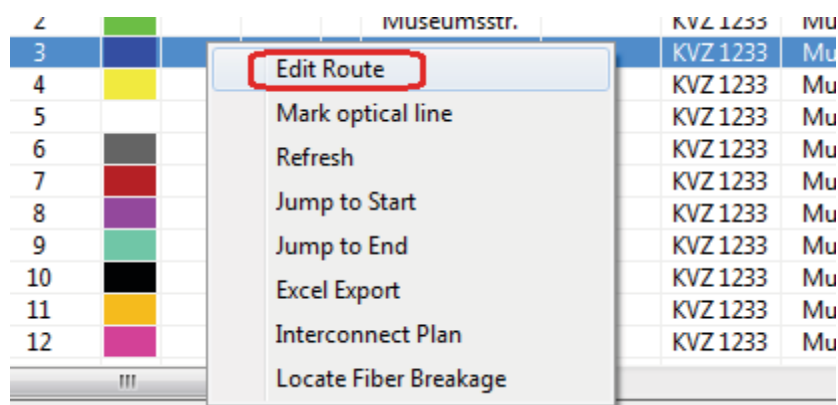 2 Museumsstr. KVZ 1233 Mu
3 KVZ 1233 Mu
Edit Route
4 KVZ 1233 Mu
Mark optical line
5 KVZ 1233 Mu
6 KVZ 1233 Mu
Refresh
7 KVZ 1233 Mu
Jump to Start
8 KVZ 1233 Mu
9 KVZ 1233 Mu
Jump to End
10 KVZ 1233 Mu
Excel Export
11 KVZ 1233 Mu
Interconnect Plan
12 KVZ 1233 Mu
Locate Fiber Breakage